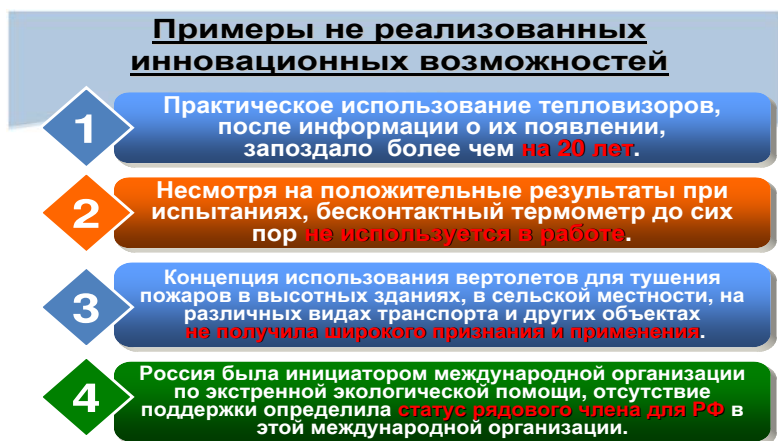 Примеры не реализованных
инновационных возможностей
1
Практическое использование тепловизоров,
после информации о их появлении,
запоздало более чем на 20 лет.
2
Несмотря на положительные результаты при
испытаниях, бесконтактный термометр до сих
пор не используется в работе.
3
Концепция использования вертолетов для тушения
пожаров в высотных зданиях, в сельской местности, на
различных видах транспорта и других объектах
не получила широкого признания и применения.
4
Россия была инициатором международной организации
по экстренной экологической помощи, отсутствие
поддержки определила статус рядового члена для РФ в
этой международной организации.